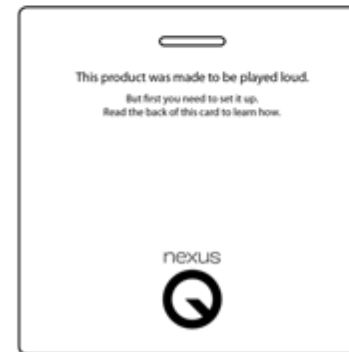 This product was made to be played loud.
But first you need to set it up.
Read the back of this card to learn how.
nexus
Q